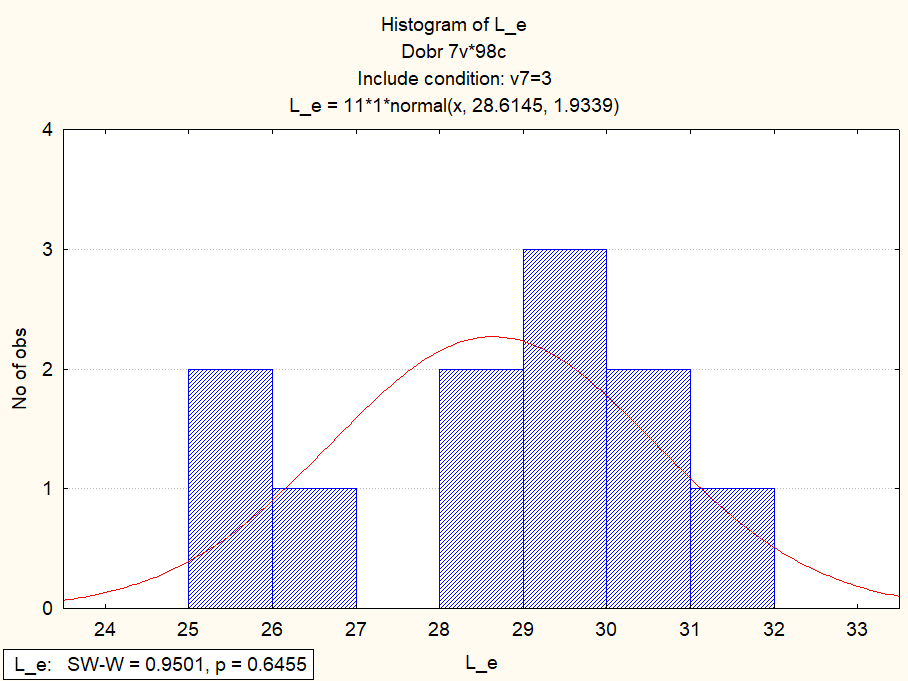 Histogram of L_e
Dobr 7v*98c
Include condition: v7=3
L_e = 11*1*normal(x, 28.6145, 1.9339)
4
3
2
1
0
No of obs
24 25 26 27 28 29 30 31 32 33
L_e
L_e: SW-W = 0.9501, p = 0.6455